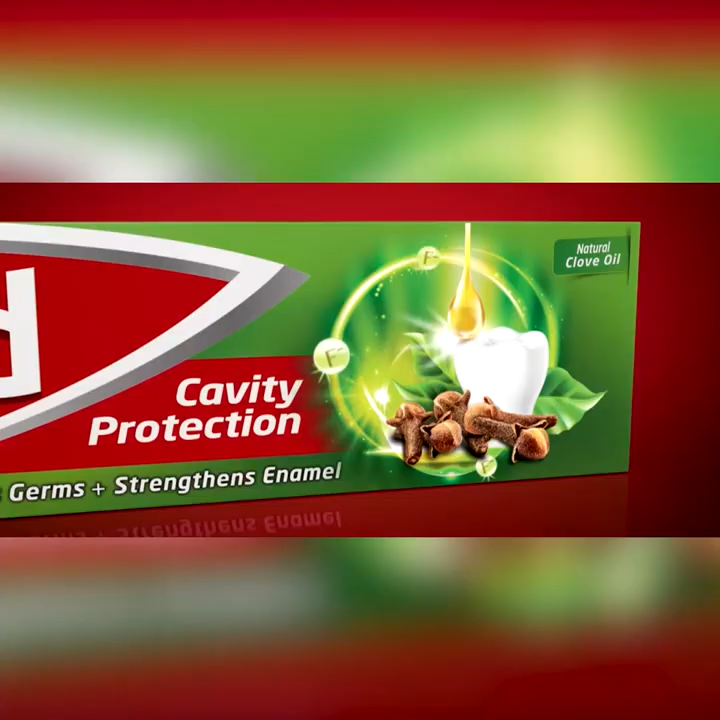 Natural
Clove Oil
d
F-
F-
Cavity
Protection
Germs + Strengthens Enamel
F-